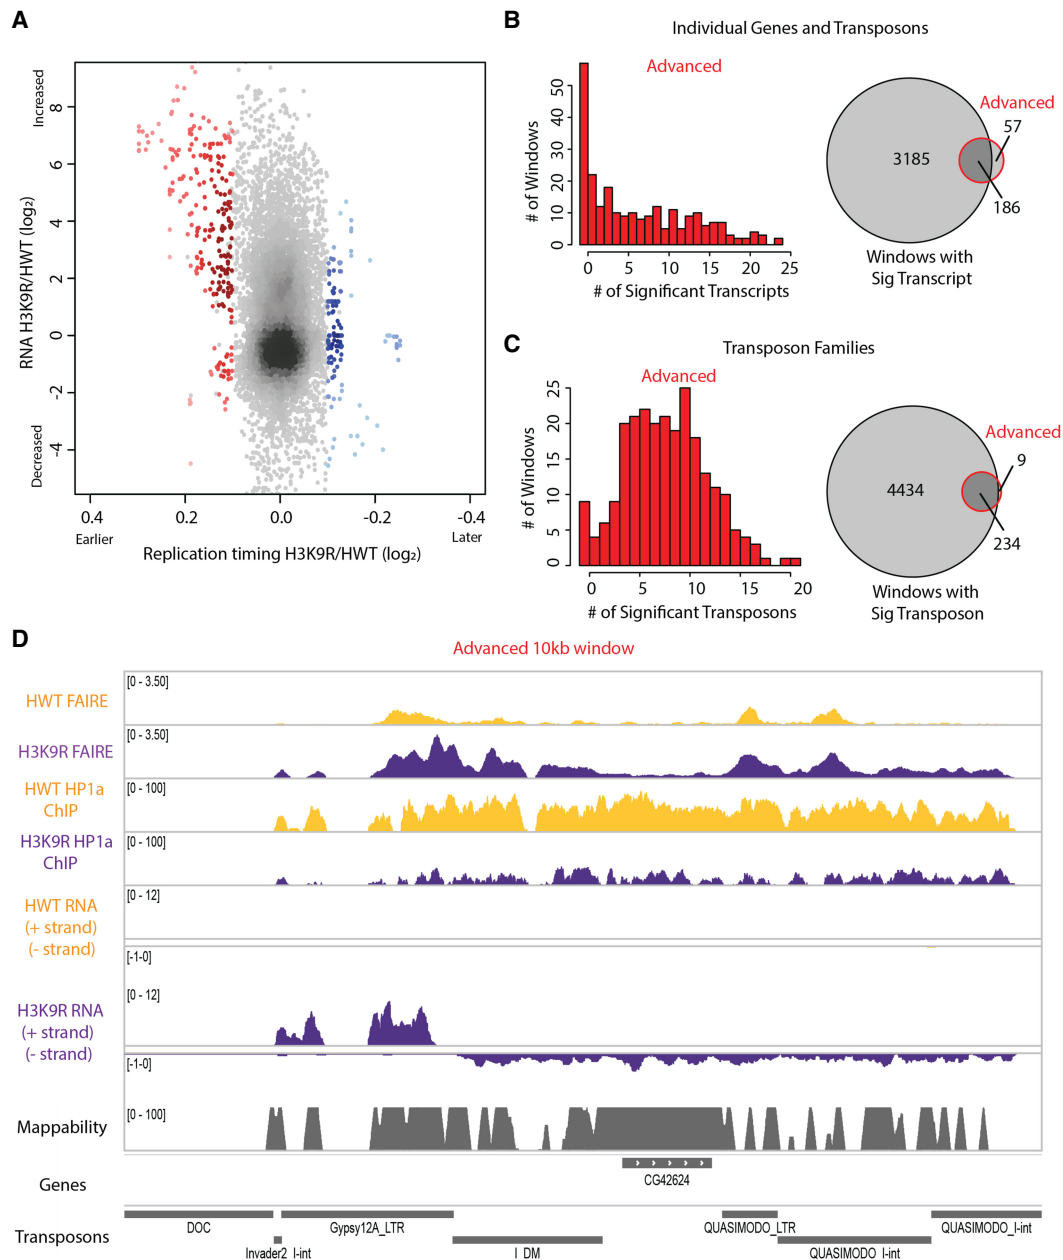 A
Increased
Decreased
RNA H3K9R/HWT (log₂)
8
6
4
2
0
-2
-4
0.4
0.2
0.0
-0.2
-0.4
Earlier
Later
Replication timing H3K9R/HWT (log₂)
B
Individual Genes and Transposons
Advanced
# of Windows
50
40
30
20
10
0
0
5
10
15
20
25
# of Significant Transcripts
Advanced
57
3185
186
Windows with
Sig Transcript
C
Transposon Families
Advanced
# of Windows
25
20
15
10
5
0
0
5
10
15
20
# of Significant Transposons
Advanced
9
4434
234
Windows with
Sig Transposon
D
Advanced 10kb window
HWT FAIRE
[0 - 3.50]
H3K9R FAIRE
[0 - 3.50]
HWT HP1a
ChIP
[0 - 100]
H3K9R HP1a
ChIP
[0 - 100]
HWT RNA
(+ strand)
(- strand)
[0 - 12]
[-1-0]
H3K9R RNA
(+ strand)
(- strand)
[0 - 12]
[-1-0]
Mappability
[0 - 100]
Genes
CG42624
Transposons
DOC
Gypsy12A_LTR
QUASIMODO_LTR
QUASIMODO_I-int
Invader2_I-int
I_DM
QUASIMODO_I-int